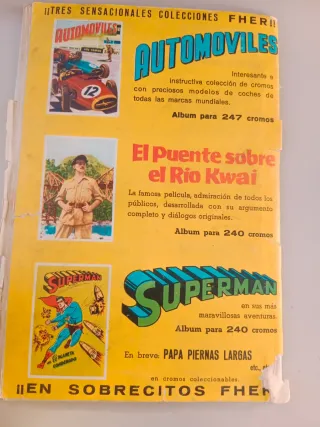 ¡¡TRES SENSACIONALES COLECCIONES FHER!!
AUTOMOVILES
AUTOMOVILES
12
Interesante e
instructiva colección de cromos
con preciosos modelos de coches de
todas las marcas mundiales.
Album para 247 cromos
El Puente sobre
el Río Kwai
La famosa película, admiración de todos los
públicos, desarrollada con su argumento
completo y diálogos originales.
Album para 240 cromos
SUPERMAN
SUPERMAN
en sus más
maravillosas aventuras.
Album para 240 cromos
En breve: PAPA PIERNAS LARGAS
etc.,
en cromos coleccionables.
¡¡EN SOBRECITOS FHER!!